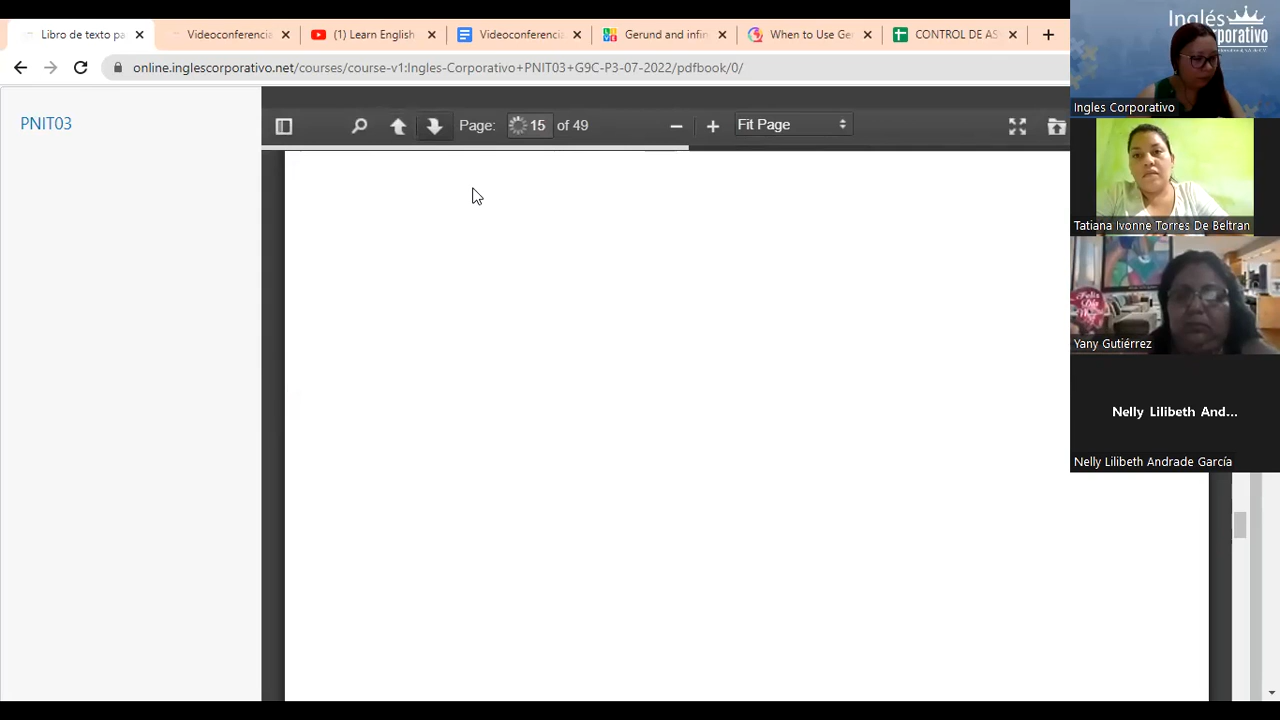 Libro de texto pa
Videoconferencia
(1) Learn English
Videoconferencia
Gerund and infin
When to Use Ge
CONTROL DE AS
online.inglescorporativo.net/courses/course-v1:Ingles-Corporativo+PNIT03+G9C-P3-07-2022/pdfbook/0/
PNIT03
Page: 15 of 49
Fit Page
Inglés
rporativo
Ingles Corporativo
Tatiana Ivonne Torres De Beltran
Feliz
Día
Yany Gutiérrez
Nelly Lilibeth And...
Nelly Lilibeth Andrade García